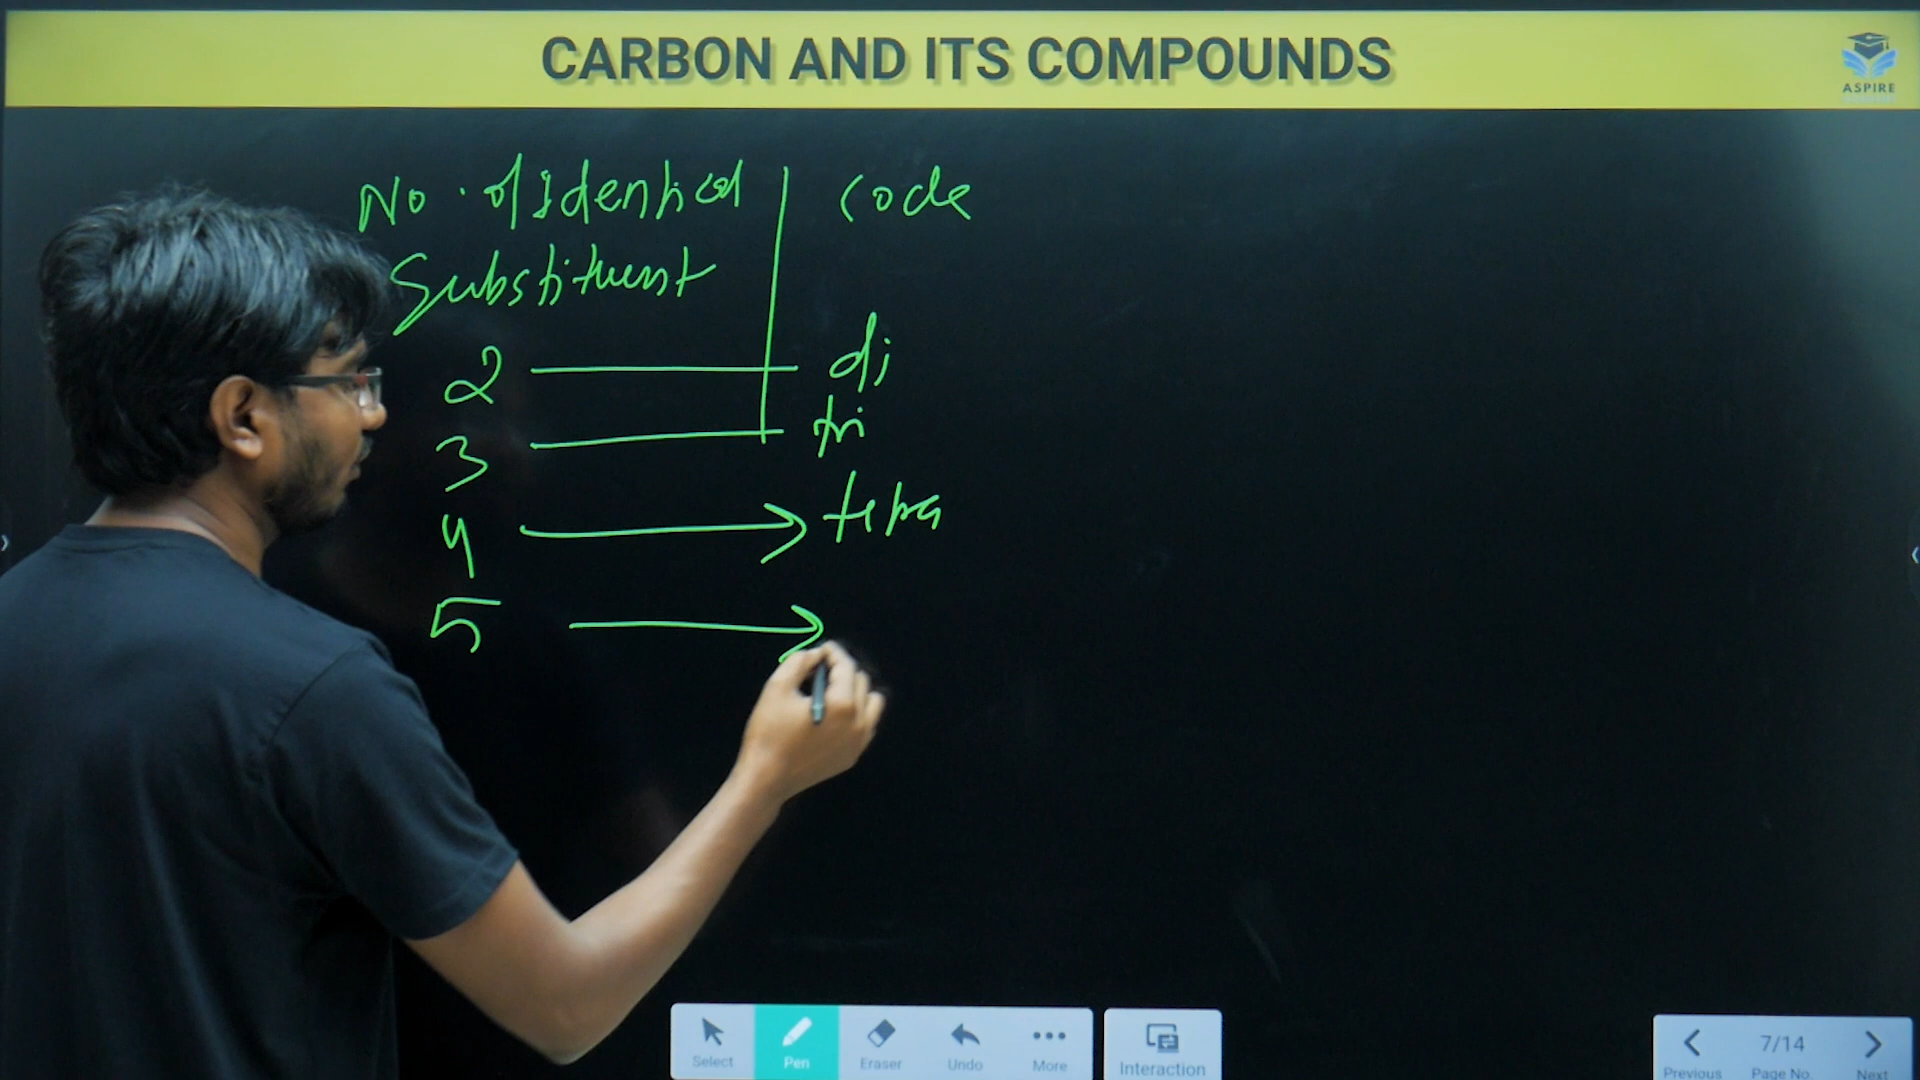 CARBON AND ITS COMPOUNDS
ASPIRE
No. of Identical code
Substituent
2 di
3 tri
4 tetra
5
Select Pen Eraser Undo More Interaction
7/14
Previous Page No. Next